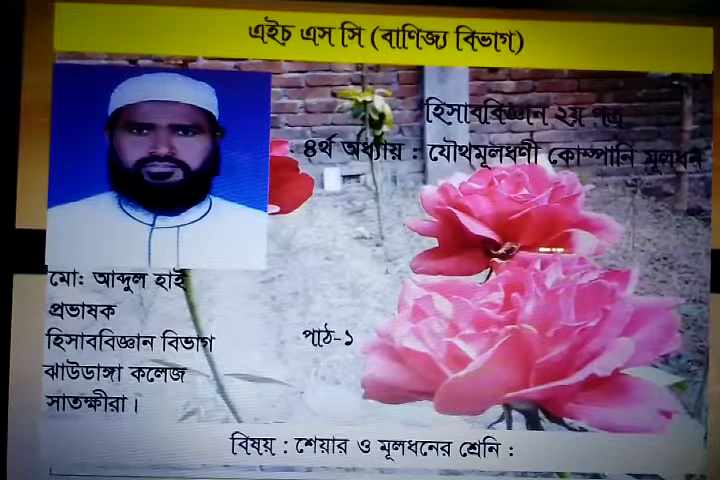 এইচ এস সি (বাণিজ্য বিভাগ)
হিসাববিজ্ঞান ২য় পত্র
৪র্থ অধ্যায় : যৌথমূলধণী কোম্পানি মূলধন
মো: আব্দুল হাই
প্রভাষক
হিসাববিজ্ঞান বিভাগ
ঝাউডাঙ্গা কলেজ
সাতক্ষীরা।
পাঠ-১
বিষয় : শেয়ার ও মূলধনের শ্রেনি :